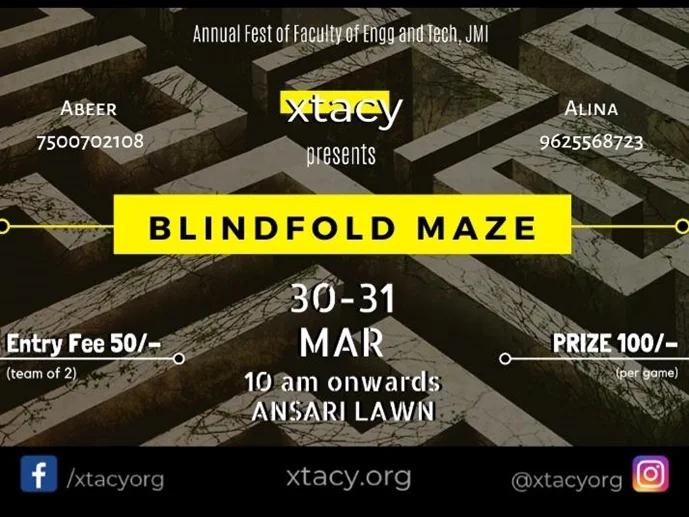 Annual Fest of Faculty of Engg and Tech, JMI
xtacy
presents
Abeer
7500702108
Alina
9625568723
BLINDFOLD MAZE
30-31
MAR
10 am onwards
ANSARI LAWN
Entry Fee 50/-
(team of 2)
PRIZE 100/-
(per game)
/xtacyorg
xtacy.org
@xtacyorg